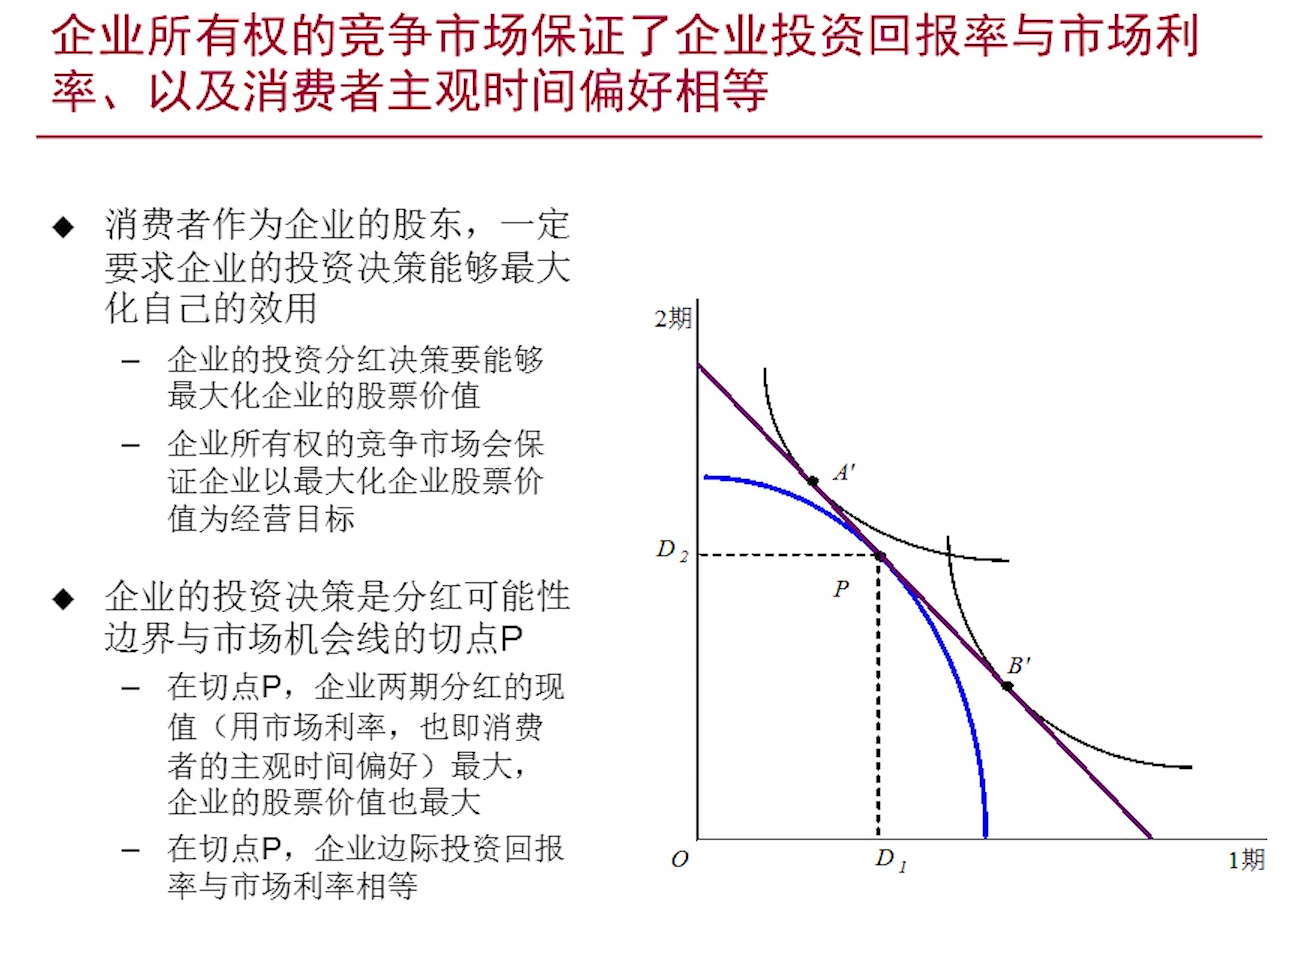 企业所有权的竞争市场保证了企业投资回报率与市场利
率、以及消费者主观时间偏好相等
◆ 消费者作为企业的股东，一定
要求企业的投资决策能够最大
化自己的效用
– 企业的投资分红决策要能够
最大化企业的股票价值
– 企业所有权的竞争市场会保
证企业以最大化企业股票价
值为经营目标
◆ 企业的投资决策是分红可能性
边界与市场机会线的切点P
– 在切点P，企业两期分红的现
值（用市场利率，也即消费
者的主观时间偏好）最大，
企业的股票价值也最大
– 在切点P，企业边际投资回报
率与市场利率相等
2期
A'
D2
P
B'
O
D1
1期